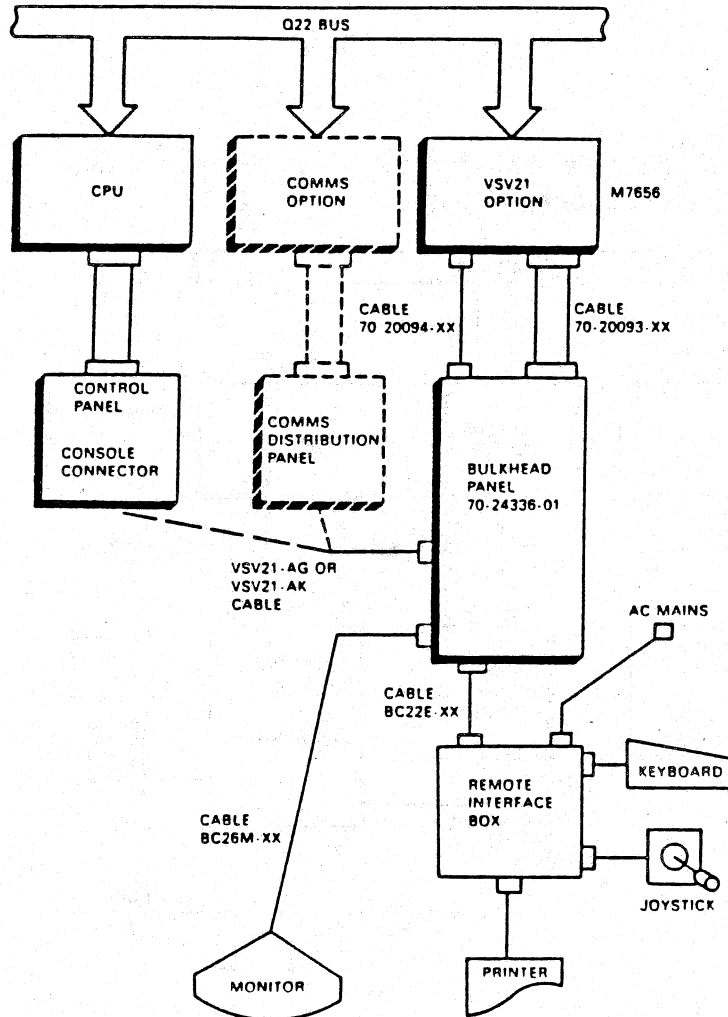 Q22 BUS
CPU
COMMS
OPTION
VSV21
OPTION
M7656
CABLE
70 20094-XX
CABLE
70-20093-XX
CONTROL
PANEL
CONSOLE
CONNECTOR
COMMS
DISTRIBUTION
PANEL
BULKHEAD
PANEL
70-24336-01
VSV21-AG OR
VSV21-AK
CABLE
AC MAINS
CABLE
BC22E-XX
KEYBOARD
REMOTE
INTERFACE
BOX
CABLE
BC26M-XX
JOYSTICK
PRINTER
MONITOR